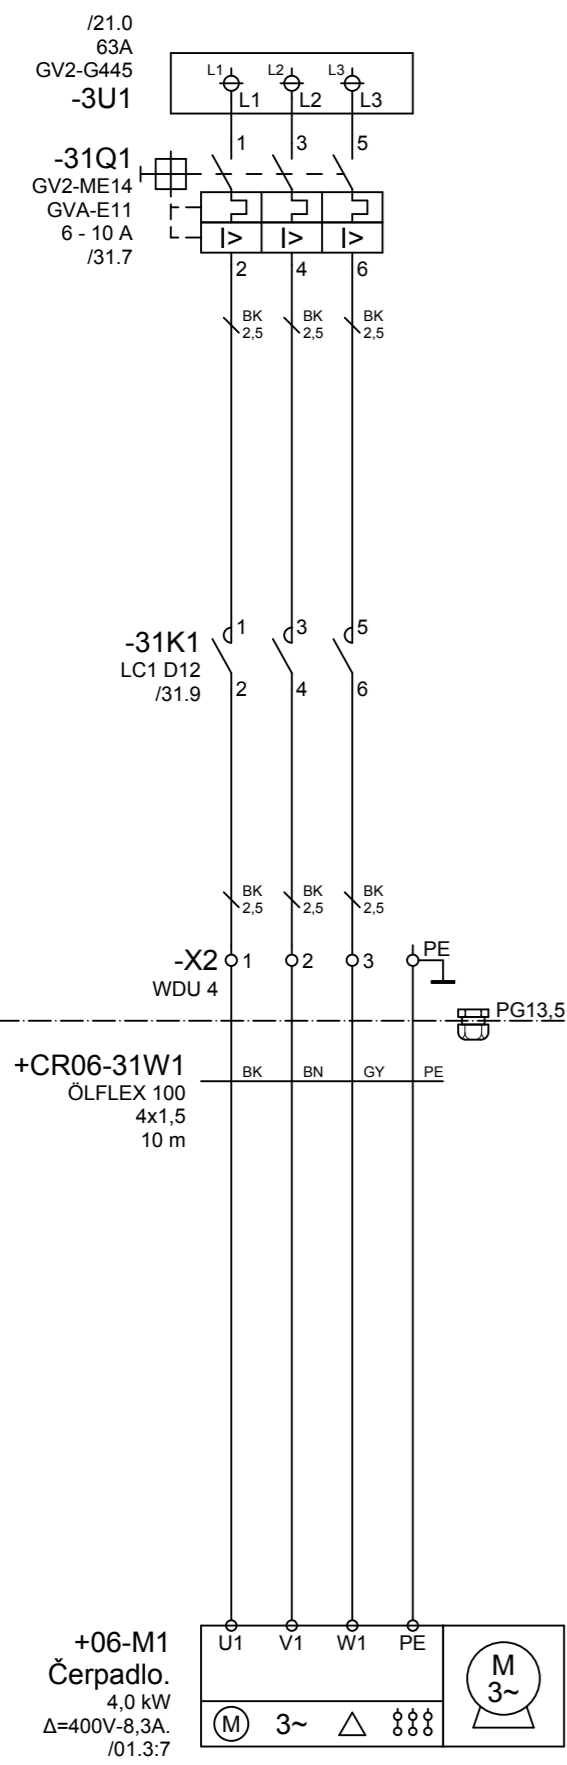 /21.0
63A
GV2-G445
-3U1
L1 L2 L3
L1 L2 L3
1 3 5
-31Q1
GV2-ME14
GVA-E11
6 - 10 A
/31.7
I> I> I>
2 4 6
BK BK BK
2,5 2,5 2,5
1 3 5
-31K1
LC1 D12
/31.9
2 4 6
BK BK BK
2,5 2,5 2,5
-X2 1 2 3 PE
WDU 4
PG13,5
+CR06-31W1
BK BN GY PE
ÖLFLEX 100
4x1,5
10 m
+06-M1
Čerpadlo.
4,0 kW
Δ=400V-8,3A.
/01.3:7
U1 V1 W1 PE
M
3~
M 3~